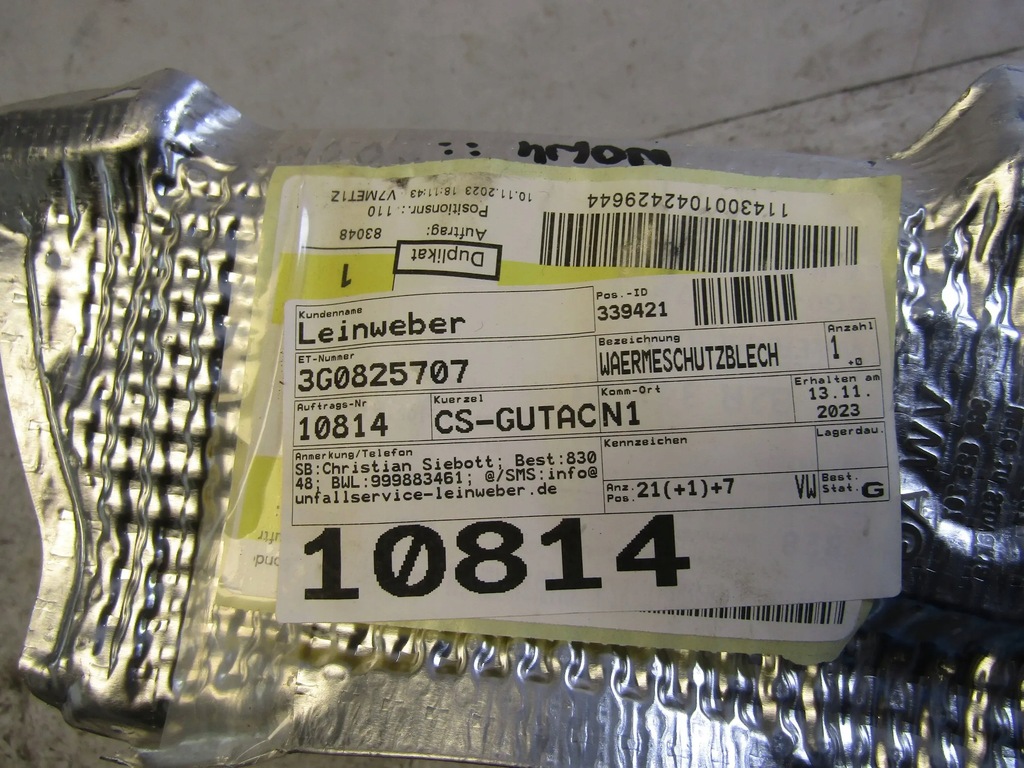 10.11.2023 18:11:43 V7MET1Z
Positionsnr.: 110
Auftrag: 83048
Duplikat
1
1143001042429644
Kundenname
Leinweber
Pos.-ID
339421
ET-Nummer
3G0825707
Bezeichnung
WAERMESCHUTZBLECH
Anzahl
1 +0
Auftrags-Nr
10814
Kuerzel
CS-GUTAC
Komm-Ort
N1
Erhalten am
13.11.
2023
Anmerkung/Telefon
SB:Christian Siebott; Best:830
48; BWL:999883461; @/SMS:info@
unfallservice-leinweber.de
Kennzeichen
Lagerdau.
Anz. Pos. 21(+1)+7
VW
Best. Stat. G
10814